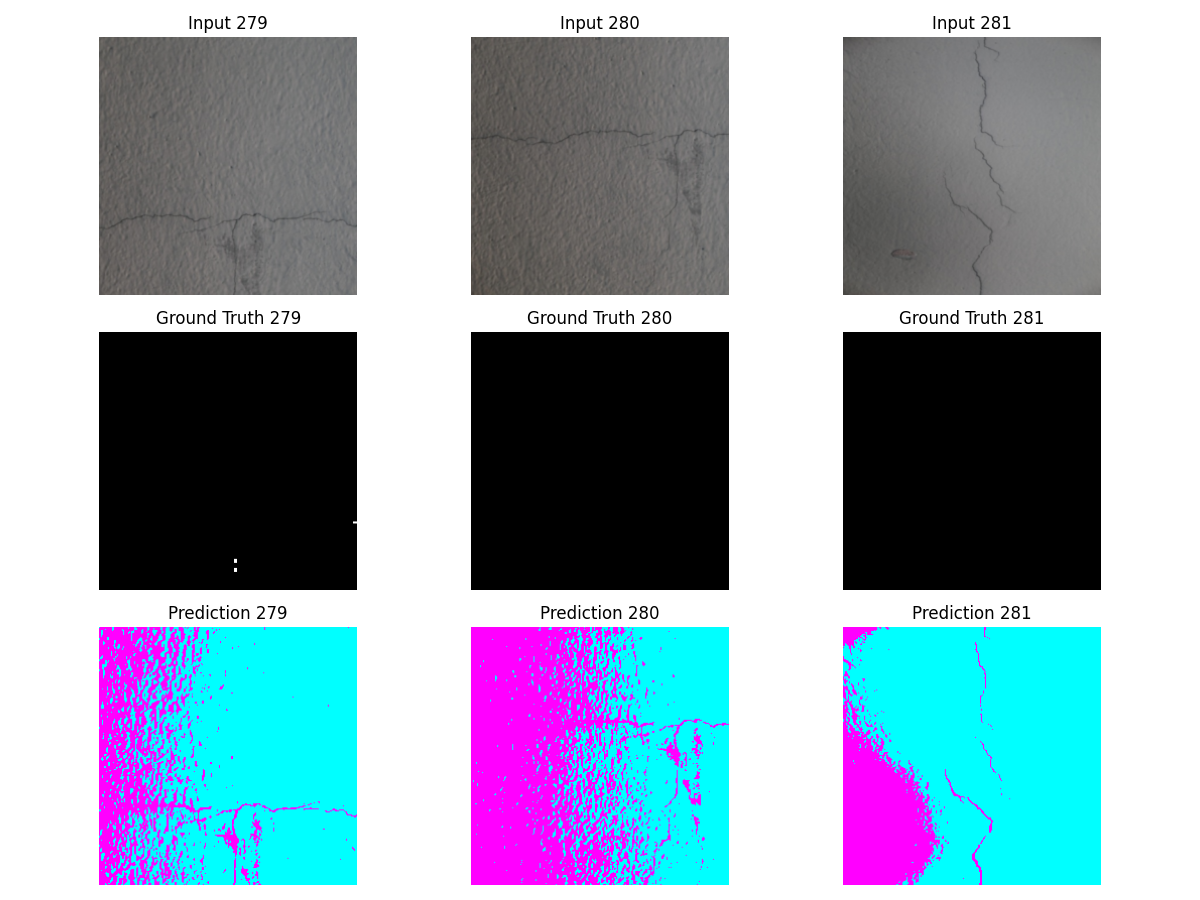 Input 279
Input 280
Input 281
Ground Truth 279
Ground Truth 280
Ground Truth 281
Prediction 279
Prediction 280
Prediction 281